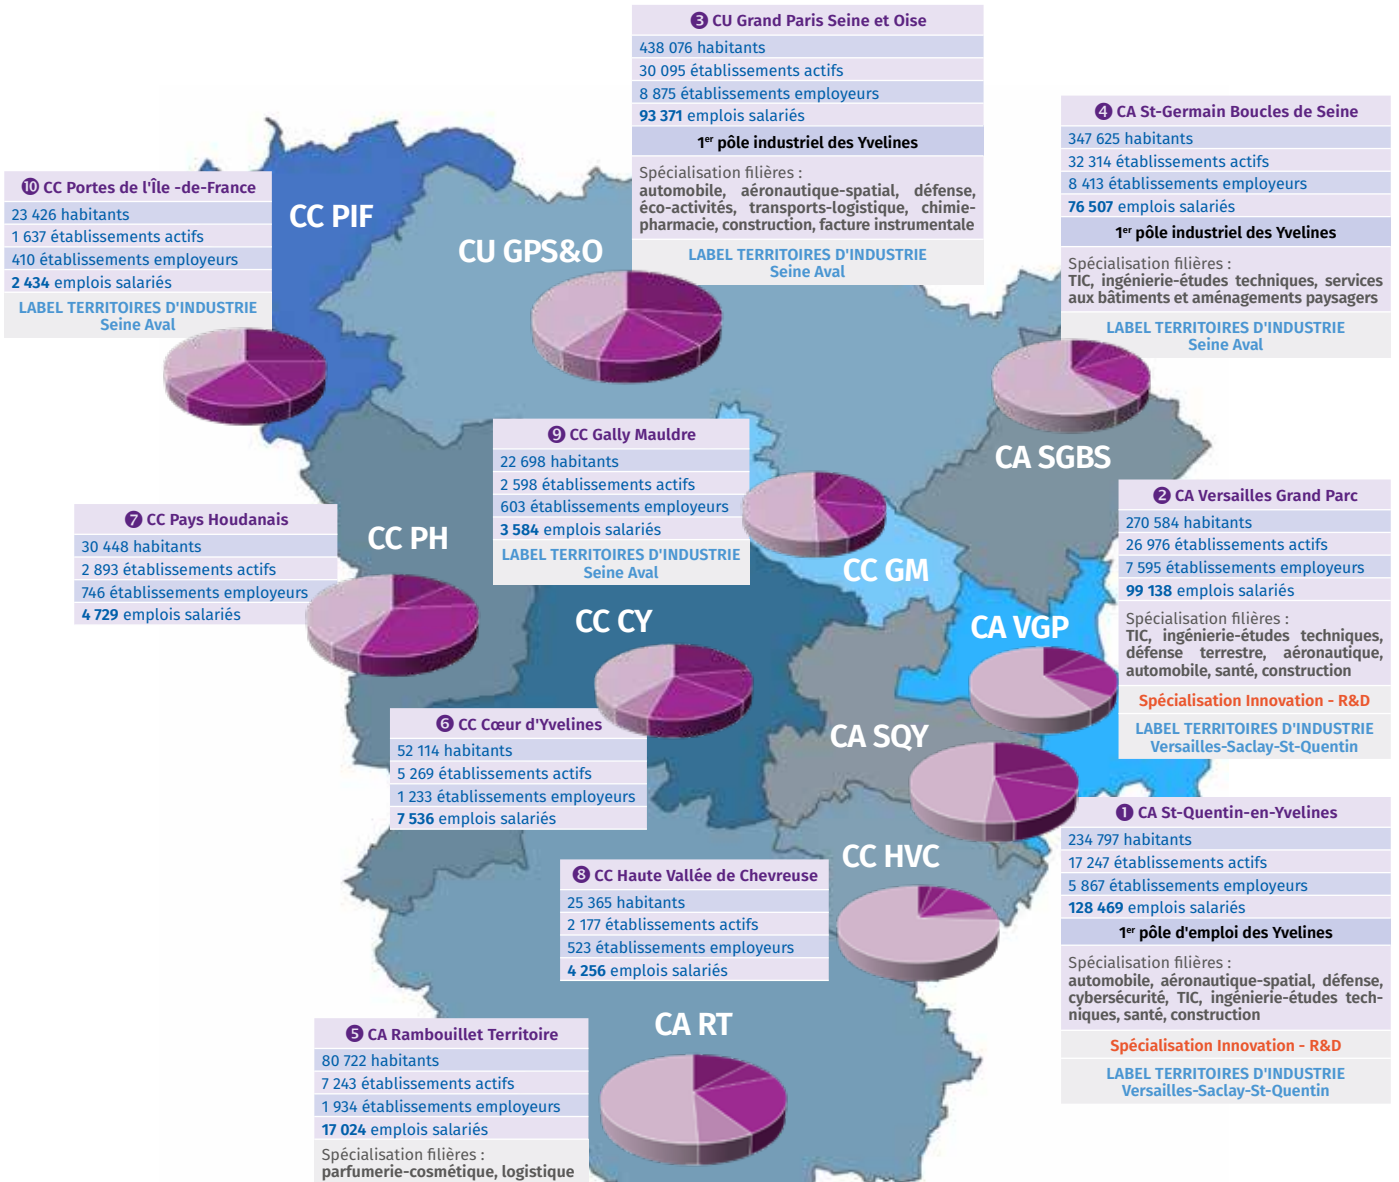 ❸ CU Grand Paris Seine et Oise
438 076 habitants
30 095 établissements actifs
8 875 établissements employeurs
93 371 emplois salariés
1er pôle industriel des Yvelines
Spécialisation filières :
automobile, aéronautique-spatial, défense,
éco-activités, transports-logistique, chimie-
pharmacie, construction, facture instrumentale
LABEL TERRITOIRES D'INDUSTRIE
Seine Aval
❹ CA St-Germain Boucles de Seine
347 625 habitants
32 314 établissements actifs
8 413 établissements employeurs
76 507 emplois salariés
1er pôle industriel des Yvelines
Spécialisation filières :
TIC, ingénierie-études techniques, services
aux bâtiments et aménagements paysagers
LABEL TERRITOIRES D'INDUSTRIE
Seine Aval
❿ CC Portes de l'Île -de-France
23 426 habitants
1 637 établissements actifs
410 établissements employeurs
2 434 emplois salariés
LABEL TERRITOIRES D'INDUSTRIE
Seine Aval
CC PIF
CU GPS&O
❾ CC Gally Mauldre
22 698 habitants
2 598 établissements actifs
603 établissements employeurs
3 584 emplois salariés
LABEL TERRITOIRES D'INDUSTRIE
Seine Aval
CA SGBS
❷ CA Versailles Grand Parc
270 584 habitants
26 976 établissements actifs
7 595 établissements employeurs
99 138 emplois salariés
Spécialisation filières :
TIC, ingénierie-études techniques,
défense terrestre, aéronautique,
automobile, santé, construction
Spécialisation Innovation - R&D
LABEL TERRITOIRES D'INDUSTRIE
Versailles-Saclay-St-Quentin
❼ CC Pays Houdanais
30 448 habitants
2 893 établissements actifs
746 établissements employeurs
4 729 emplois salariés
CC PH
CC GM
CC CY
CA VGP
❻ CC Cœur d'Yvelines
52 114 habitants
5 269 établissements actifs
1 233 établissements employeurs
7 536 emplois salariés
CA SQY
❶ CA St-Quentin-en-Yvelines
234 797 habitants
17 247 établissements actifs
5 867 établissements employeurs
128 469 emplois salariés
1er pôle d'emploi des Yvelines
Spécialisation filières :
automobile, aéronautique-spatial, défense,
cybersécurité, TIC, ingénierie-études tech-
niques, santé, construction
Spécialisation Innovation - R&D
LABEL TERRITOIRES D'INDUSTRIE
Versailles-Saclay-St-Quentin
CC HVC
❽ CC Haute Vallée de Chevreuse
25 365 habitants
2 177 établissements actifs
523 établissements employeurs
4 256 emplois salariés
CA RT
❺ CA Rambouillet Territoire
80 722 habitants
7 243 établissements actifs
1 934 établissements employeurs
17 024 emplois salariés
Spécialisation filières :
parfumerie-cosmétique, logistique